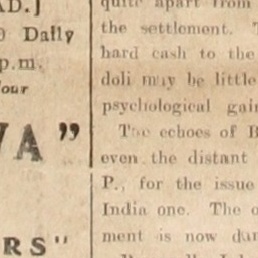 AD.]
0 Daily
p.m.
our
VA"
RS"
quite apart from
the settlement.
hard cash to the
doli may be little
psychological gai
The echoes of B
even the distant
P., for the issue
India one. The o
ment is now du